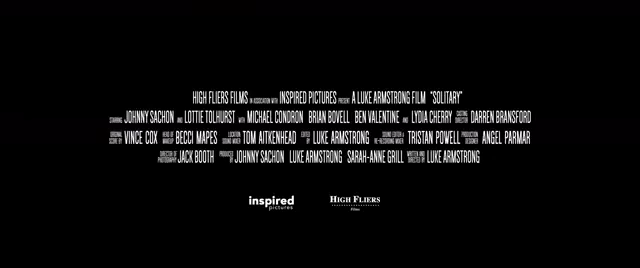 HIGH FLIERS FILMS IN ASSOCIATION WITH INSPIRED PICTURES PRESENT A LUKE ARMSTRONG FILM "SOLITARY"
STARRING JOHNNY SACHON AND LOTTIE TOLHURST WITH MICHAEL CONDRON BRIAN BOVELL BEN VALENTINE AND LYDIA CHERRY CASTING DIRECTOR DARREN BRANSFORD
ORIGINAL SCORE BY VINCE COX HEAD OF MAKEUP BECCI MAPES LOCATION SOUND MIXER TOM AITKENHEAD EDITED BY LUKE ARMSTRONG SOUND EDITOR & RE-RECORDING MIXER TRISTAN POWELL PRODUCTION DESIGNER ANGEL PARMAR
DIRECTOR OF PHOTOGRAPHY JACK BOOTH PRODUCED BY JOHNNY SACHON LUKE ARMSTRONG SARAH-ANNE GRILL WRITTEN AND DIRECTED BY LUKE ARMSTRONG
inspired pictures
HIGH FLIERS Films